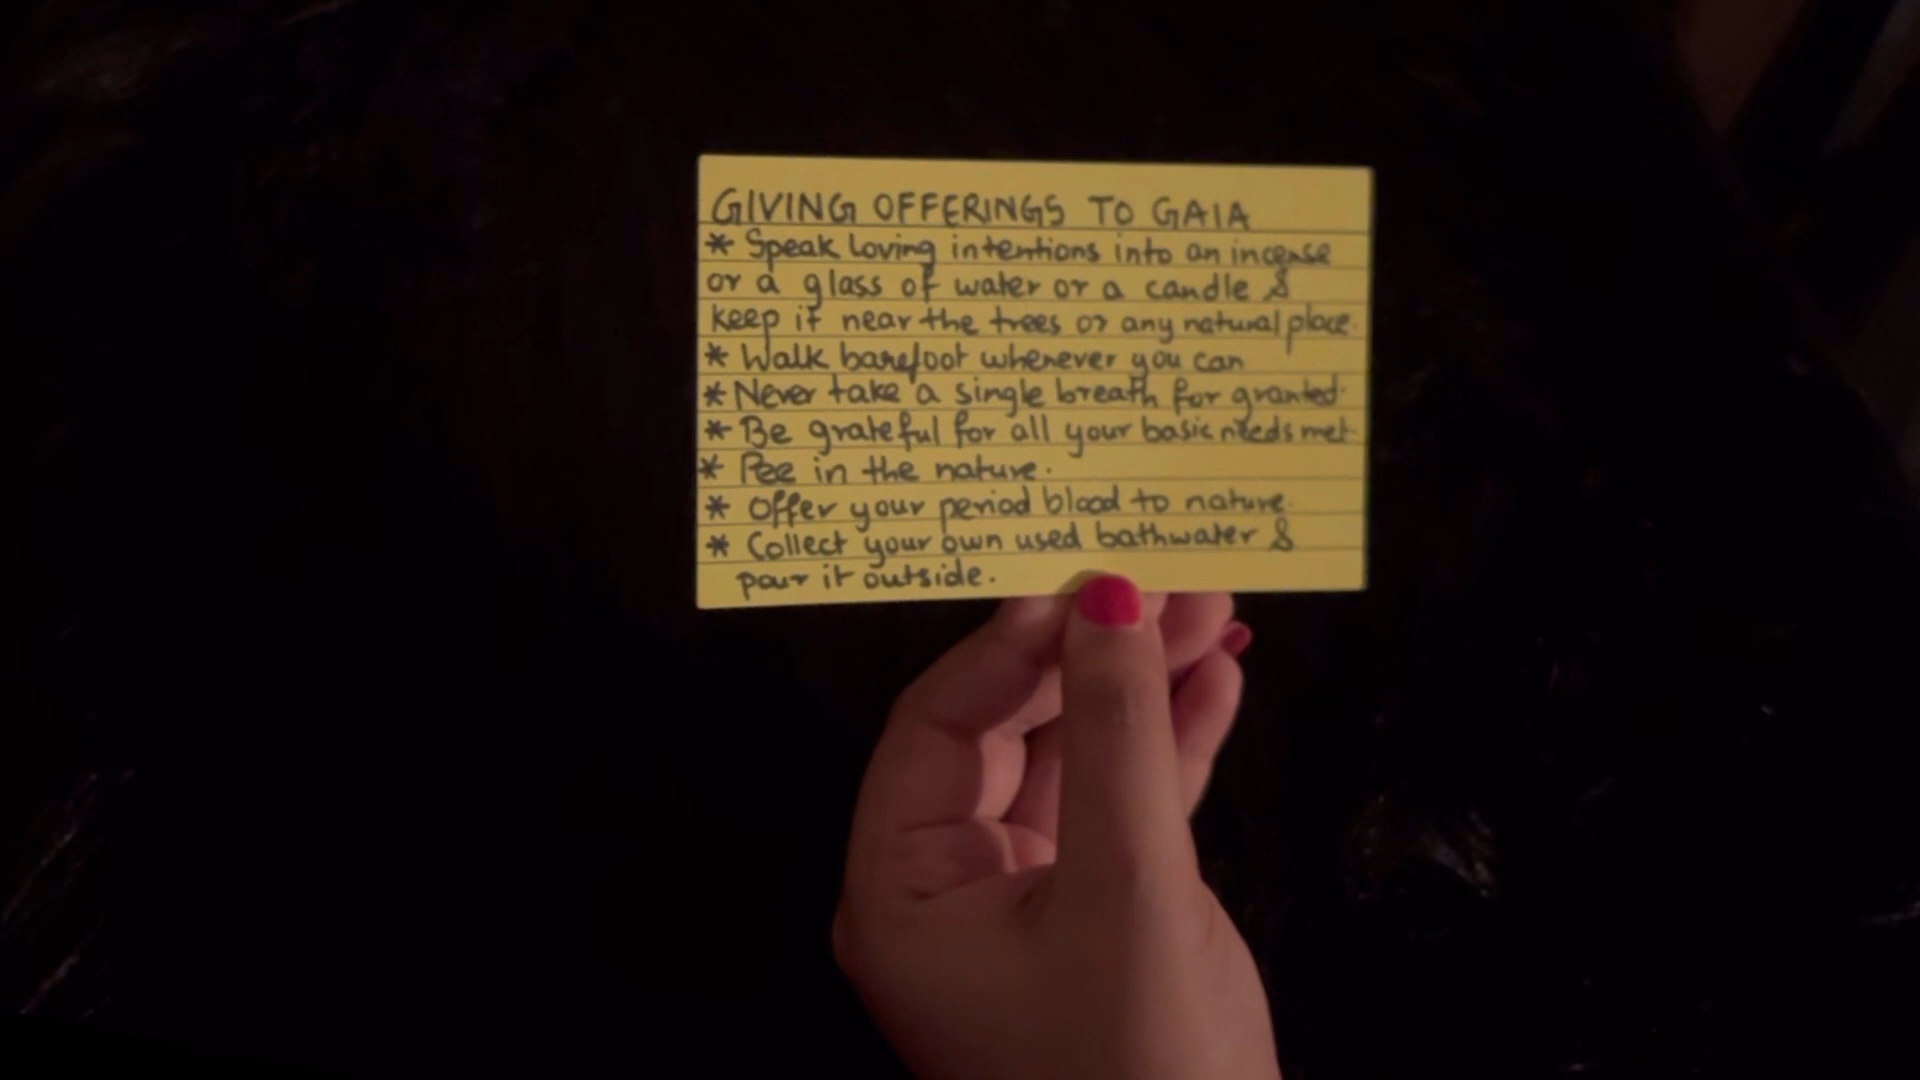 GIVING OFFERINGS TO GAIA
* Speak loving intentions into an incense
or a glass of water or a candle &
keep it near the trees or any natural place.
* Walk barefoot whenever you can
* Never take a single breath for granted.
* Be grateful for all your basic needs met.
* Pee in the nature.
* Offer your period blood to nature.
* Collect your own used bathwater &
pour it outside.